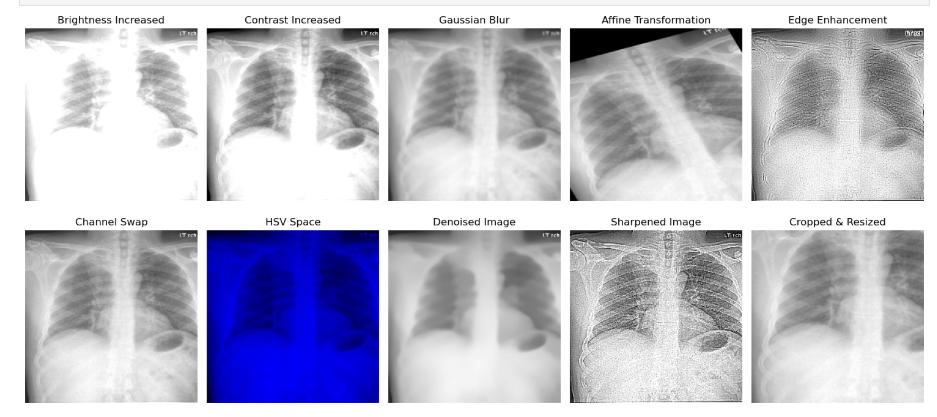 Brightness Increased
Contrast Increased
Gaussian Blur
Affine Transformation
Edge Enhancement
Channel Swap
HSV Space
Denoised Image
Sharpened Image
Cropped & Resized